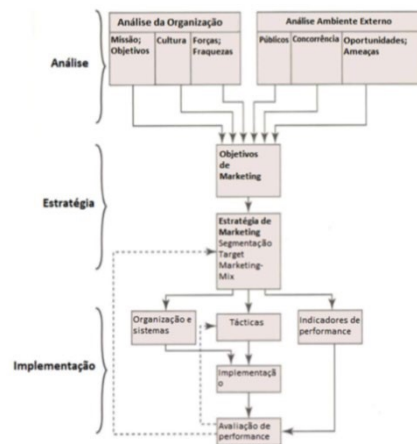 Análise da Organização
Análise Ambiente Externo
Missão;
Objetivos
Cultura
Forças;
Fraquezas
Públicos
Concorrência
Oportunidades;
Ameaças
Análise
Objetivos
de
Marketing
Estratégia
Estratégia de
Marketing
Segmentação
Target
Marketing-
Mix
Organização e
sistemas
Tácticas
Indicadores de
performance
Implementação
Implementaçã
o
Avaliação de
performance